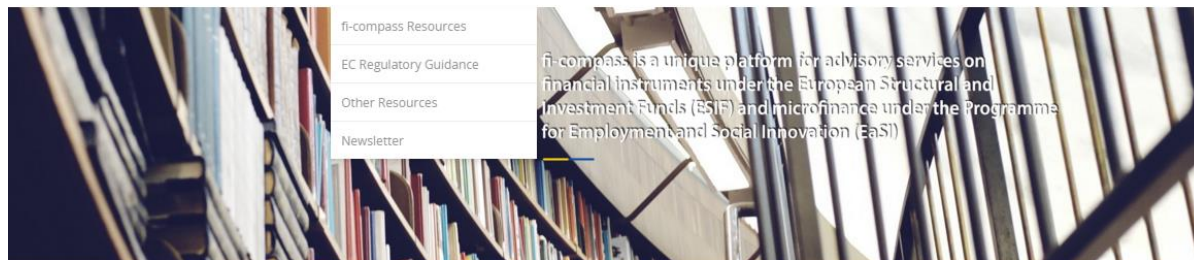 fi-compass Resources
EC Regulatory Guidance
Other Resources
Newsletter
fi-compass is a unique platform for advisory services on
financial instruments under the European Structural and
Investment Funds (ESIF) and microfinance under the Programme
for Employment and Social Innovation (EaSI)